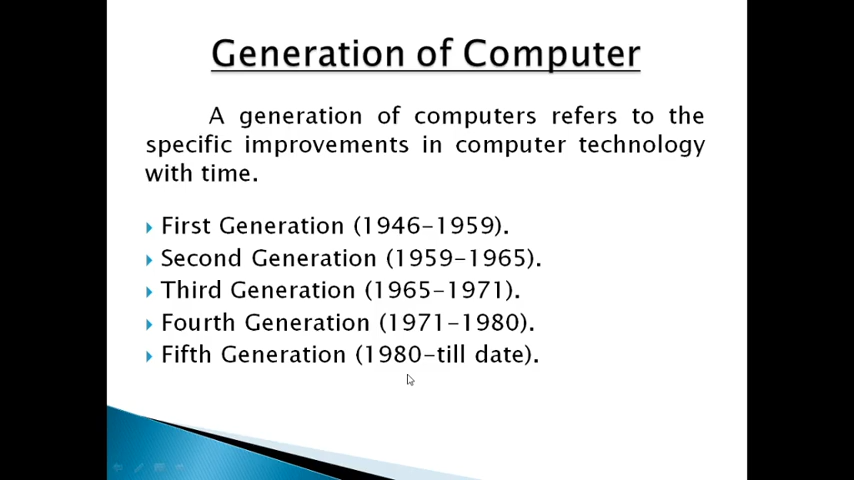 Generation of Computer
A generation of computers refers to the
specific improvements in computer technology
with time.
First Generation (1946-1959).
Second Generation (1959-1965).
Third Generation (1965-1971).
Fourth Generation (1971-1980).
Fifth Generation (1980-till date).